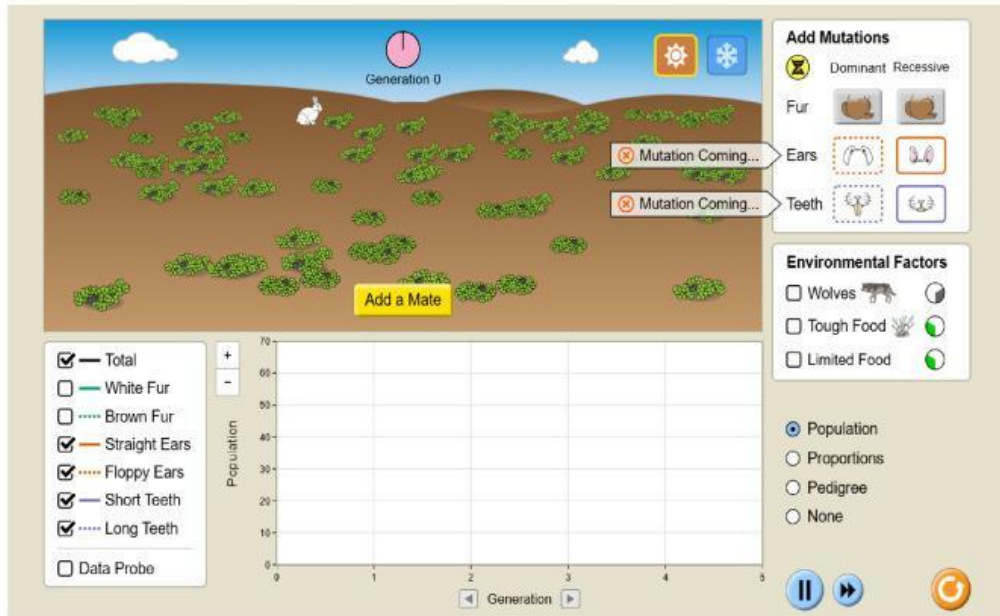 Generation 0
Add Mutations
Dominant Recessive
Fur
Mutation Coming...
Ears
Mutation Coming...
Teeth
Add a Mate
Environmental Factors
Wolves
Tough Food
Limited Food
Total
White Fur
Brown Fur
Straight Ears
Floppy Ears
Short Teeth
Long Teeth
Data Probe
+
−
Population
70
60
50
40
30
20
10
0
0 1 2 3 4 5
Generation
Population
Proportions
Pedigree
None